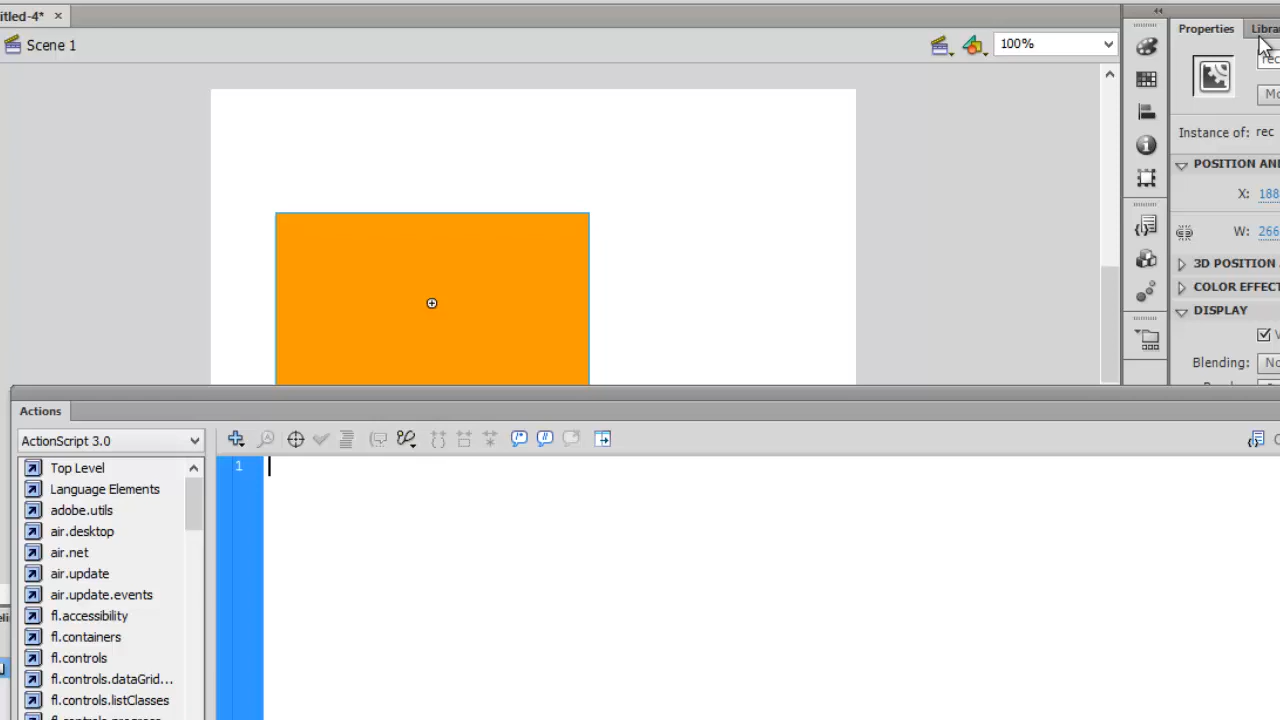 itled-4*
Scene 1
100%
Properties
Instance of: rec
X: 188
W: 266
3D POSITION
COLOR EFFECT
DISPLAY
Blending:
Actions
ActionScript 3.0
Top Level
Language Elements
adobe.utils
air.desktop
air.net
air.update
air.update.events
fl.accessibility
fl.containers
fl.controls
fl.controls.dataGrid...
fl.controls.listClasses
1